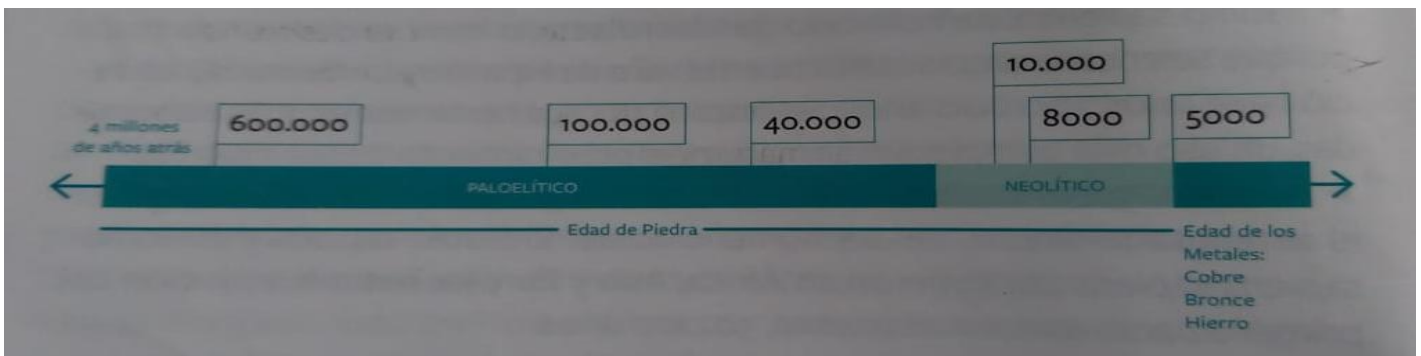 4 millones
de años atrás
600.000
100.000
40.000
10.000
8000
5000
PALOELÍTICO
NEOLÍTICO
Edad de Piedra
Edad de los
Metales:
Cobre
Bronce
Hierro